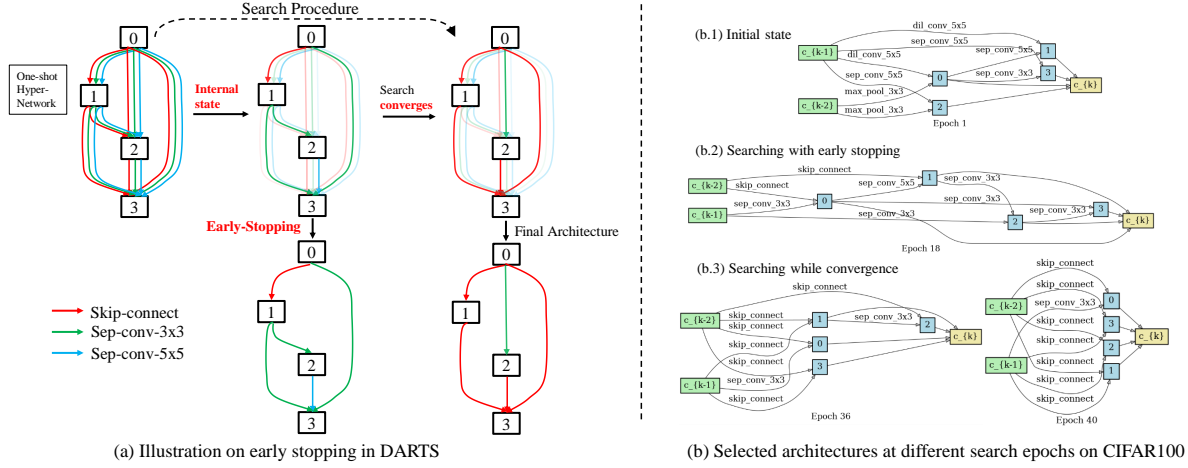 Search Procedure
0
0
0
One-shot
Hyper-
Network
1
1
1
Internal
state
Search
converges
2
2
2
3
3
3
Early-Stopping
Final Architecture
0
0
1
1
2
2
3
3
Skip-connect
Sep-conv-3x3
Sep-conv-5x5
(a) Illustration on early stopping in DARTS
(b.1) Initial state
dil_conv_5x5
sep_conv_5x5
c_{k-1}
dil_conv_5x5
sep_conv_5x5
1
sep_conv_5x5
0
sep_conv_3x3
3
c_{k}
c_{k-2}
max_pool_3x3
max_pool_3x3
2
Epoch 1
(b.2) Searching with early stopping
skip_connect
c_{k-2}
skip_connect
1
sep_conv_3x3
sep_conv_5x5
c_{k-1}
sep_conv_3x3
0
sep_conv_3x3
3
sep_conv_3x3
2
sep_conv_3x3
c_{k}
Epoch 18
(b.3) Searching while convergence
skip_connect
c_{k-2}
skip_connect
skip_connect
1
sep_conv_3x3
2
c_{k}
skip_connect
0
skip_connect
3
c_{k-1}
sep_conv_3x3
skip_connect
Epoch 36
skip_connect
skip_connect
c_{k-2}
sep_conv_3x3
0
skip_connect
3
c_{k}
skip_connect
2
c_{k-1}
skip_connect
1
skip_connect
skip_connect
Epoch 40
(b) Selected architectures at different search epochs on CIFAR100